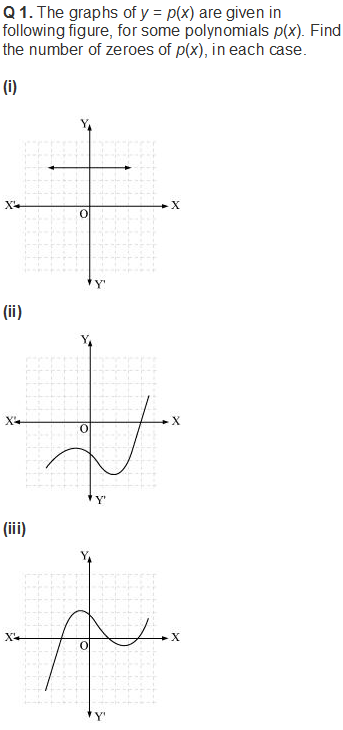 Q 1. The graphs of y = p(x) are given in
following figure, for some polynomials p(x). Find
the number of zeroes of p(x), in each case.
(i)
Y
X' X
O
Y'
(ii)
Y
X' X
O
Y'
(iii)
Y
X' X
O
Y'